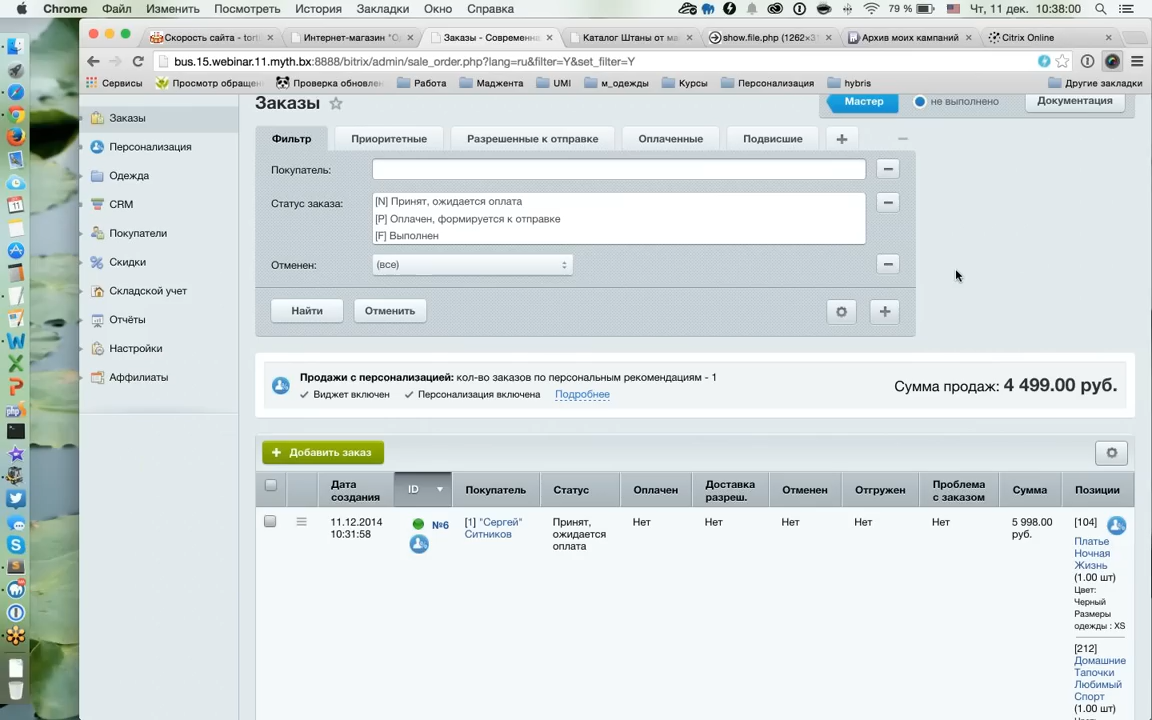 Chrome Файл Изменить Посмотреть История Закладки Окно Справка 79 % Чт, 11 дек. 10:38:00
Скорость сайта - Интернет-магазин "О Заказы - Современна Каталог Штаны от ма show.file.php (1262×3 Архив моих кампаний Citrix Online
bus.15.webinar.11.myth.bx:8888/bitrix/admin/sale_order.php?lang=ru&filter=Y&set_filter=Y
Сервисы Просмотр обращен Проверка обновлен Работа Маджента UMI м_одежды Курсы Персонализация hybris Другие закладки
Заказы
Мастер не выполнено Документация
Заказы
Персонализация
Одежда
CRM
Покупатели
Скидки
Складской учет
Отчёты
Настройки
Аффилиаты
Фильтр Приоритетные Разрешенные к отправке Оплаченные Подвисшие
Покупатель:
Статус заказа: [N] Принят, ожидается оплата
[P] Оплачен, формируется к отправке
[F] Выполнен
Отменен: (все)
Найти Отменить
Продажи с персонализацией: кол-во заказов по персональным рекомендациям - 1
Виджет включен Персонализация включена Подробнее
Сумма продаж: 4 499.00 руб.
Добавить заказ
Дата создания ID Покупатель Статус Оплачен Доставка разреш. Отменен Отгружен Проблема с заказом Сумма Позиции
11.12.2014 №6 [1] "Сергей" Принят, Нет Нет Нет Нет Нет 5 998.00 [104]
10:31:58 Ситников ожидается руб.
оплата
Платье
Ночная
Жизнь
(1.00 шт)
Цвет:
Черный
Размеры
одежды : XS
[212]
Домашние
Тапочки
Любимый
Спорт
(1.00 шт)